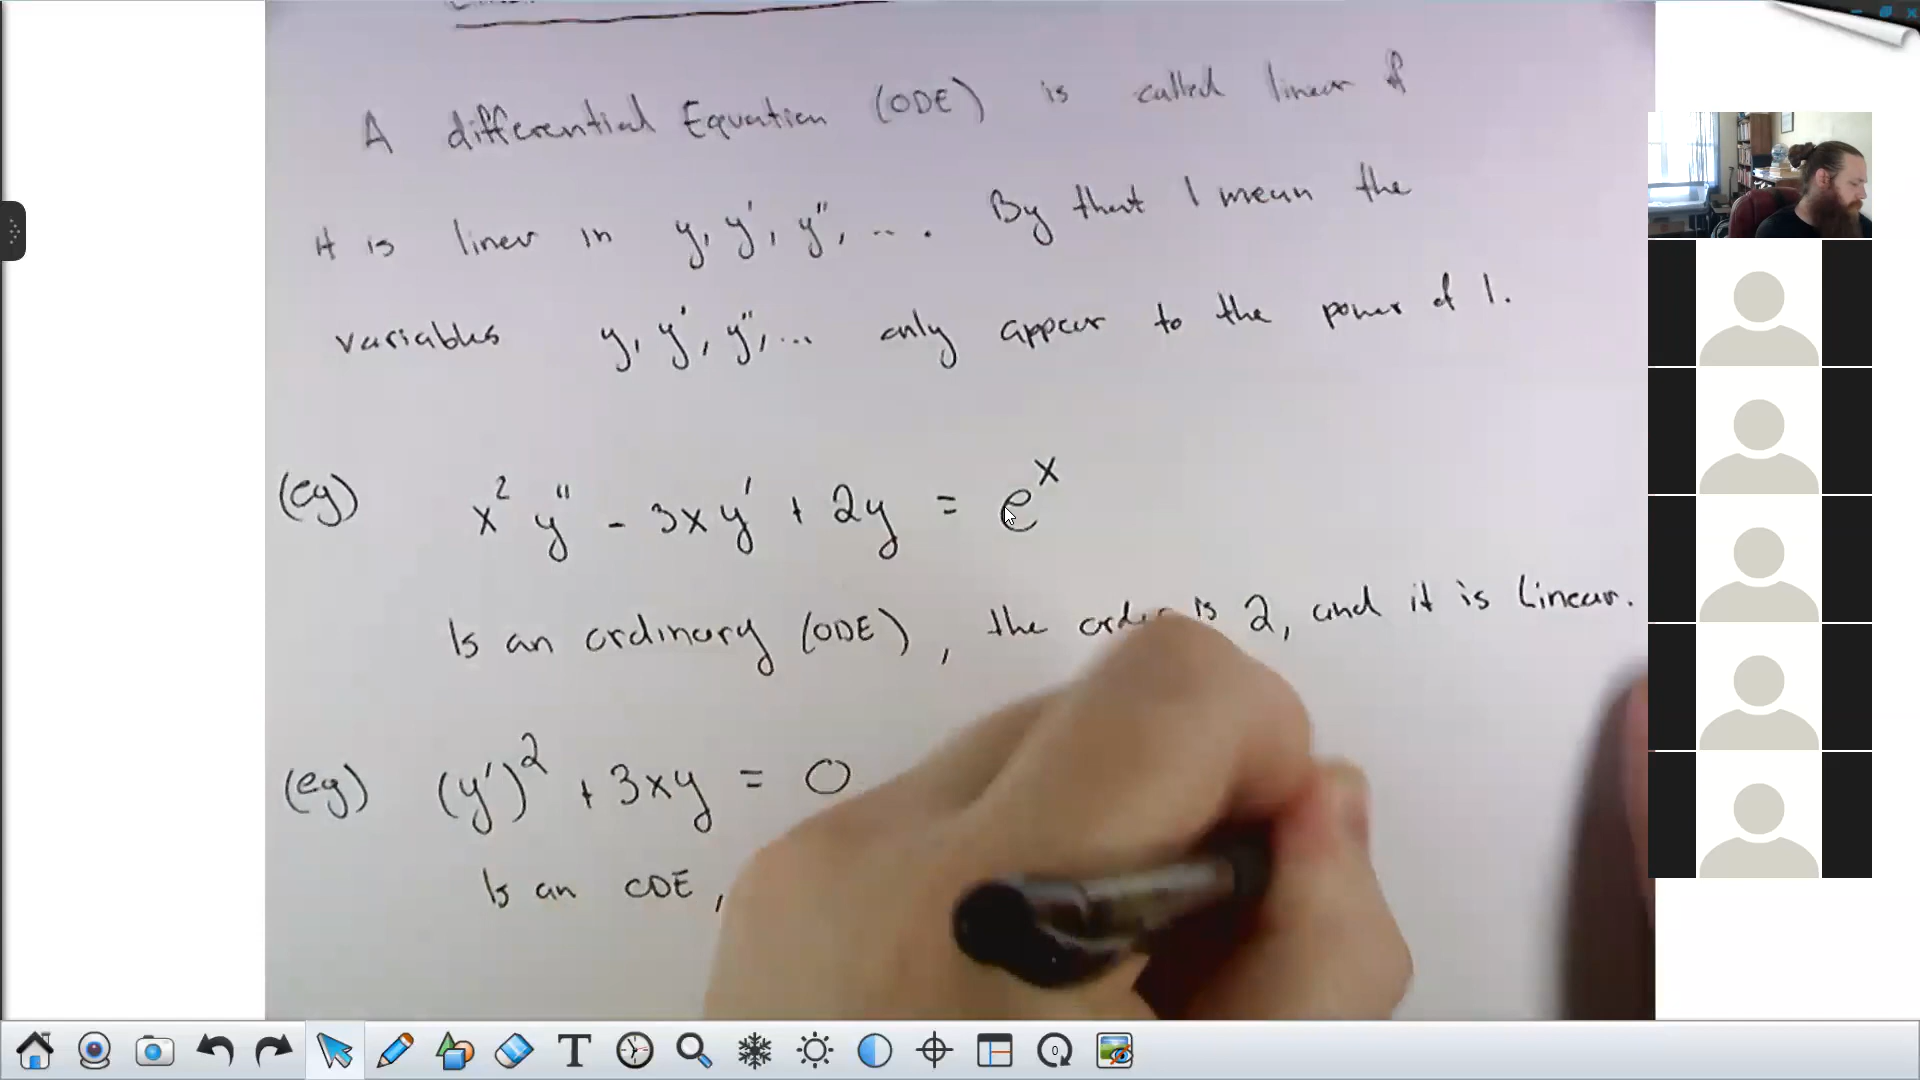 A differential Equation (ODE) is called linear if
it is linear in y, y', y'', ... . By that I mean the
variables y, y', y'', ... only appear to the power of 1.
(eg) x² y'' - 3xy' + 2y = eˣ
Is an ordinary (ODE), the order is 2, and it is linear.
(eg) (y')² + 3xy = 0
Is an ODE,
T
0